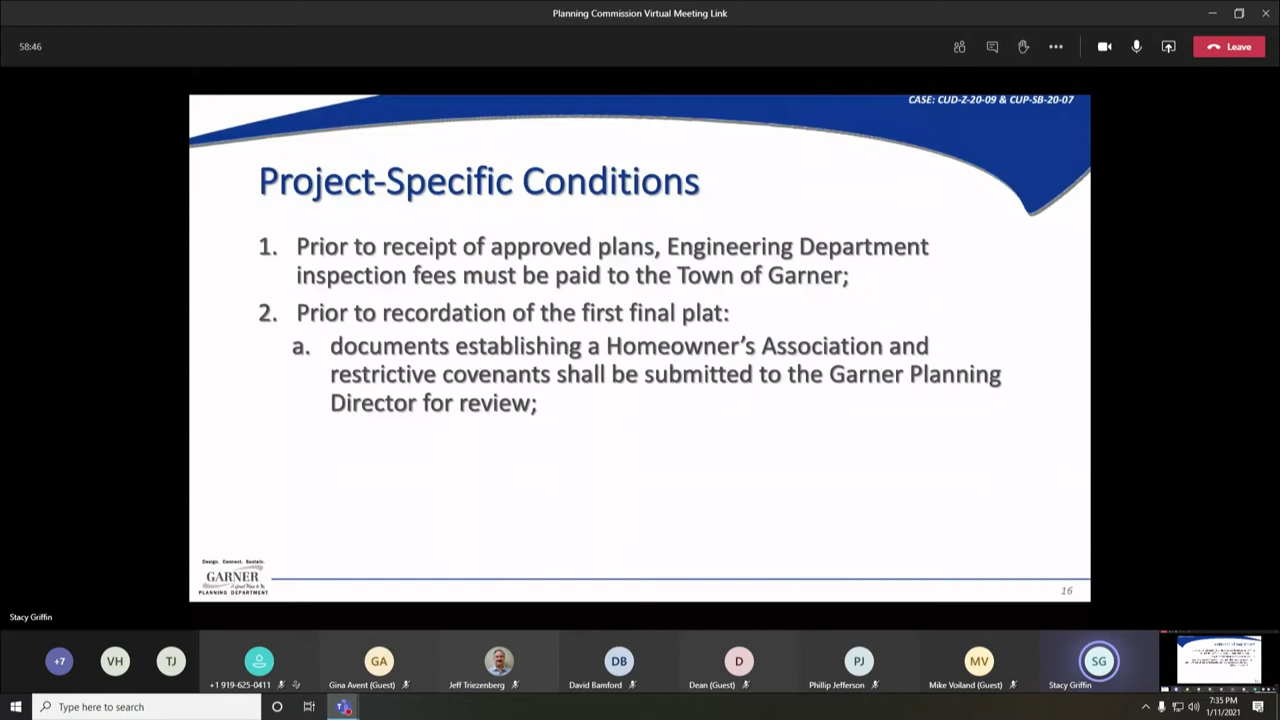 Planning Commission Virtual Meeting Link
58:46
Leave
CASE: CUD-Z-20-09 & CUP-SB-20-07
Project-Specific Conditions
1. Prior to receipt of approved plans, Engineering Department
inspection fees must be paid to the Town of Garner;
2. Prior to recordation of the first final plat:
a. documents establishing a Homeowner’s Association and
restrictive covenants shall be submitted to the Garner Planning
Director for review;
Design. Connect. Sustain.
GARNER
PLANNING DEPARTMENT
16
Stacy Griffin
+7
VH
TJ
GA
DB
D
PJ
MV
SG
+1 919-625-0411
Gina Avent (Guest)
Jeff Triezenberg
David Bamford
Dean (Guest)
Phillip Jefferson
Mike Voiland (Guest)
Stacy Griffin
Type here to search
7:35 PM
1/11/2021